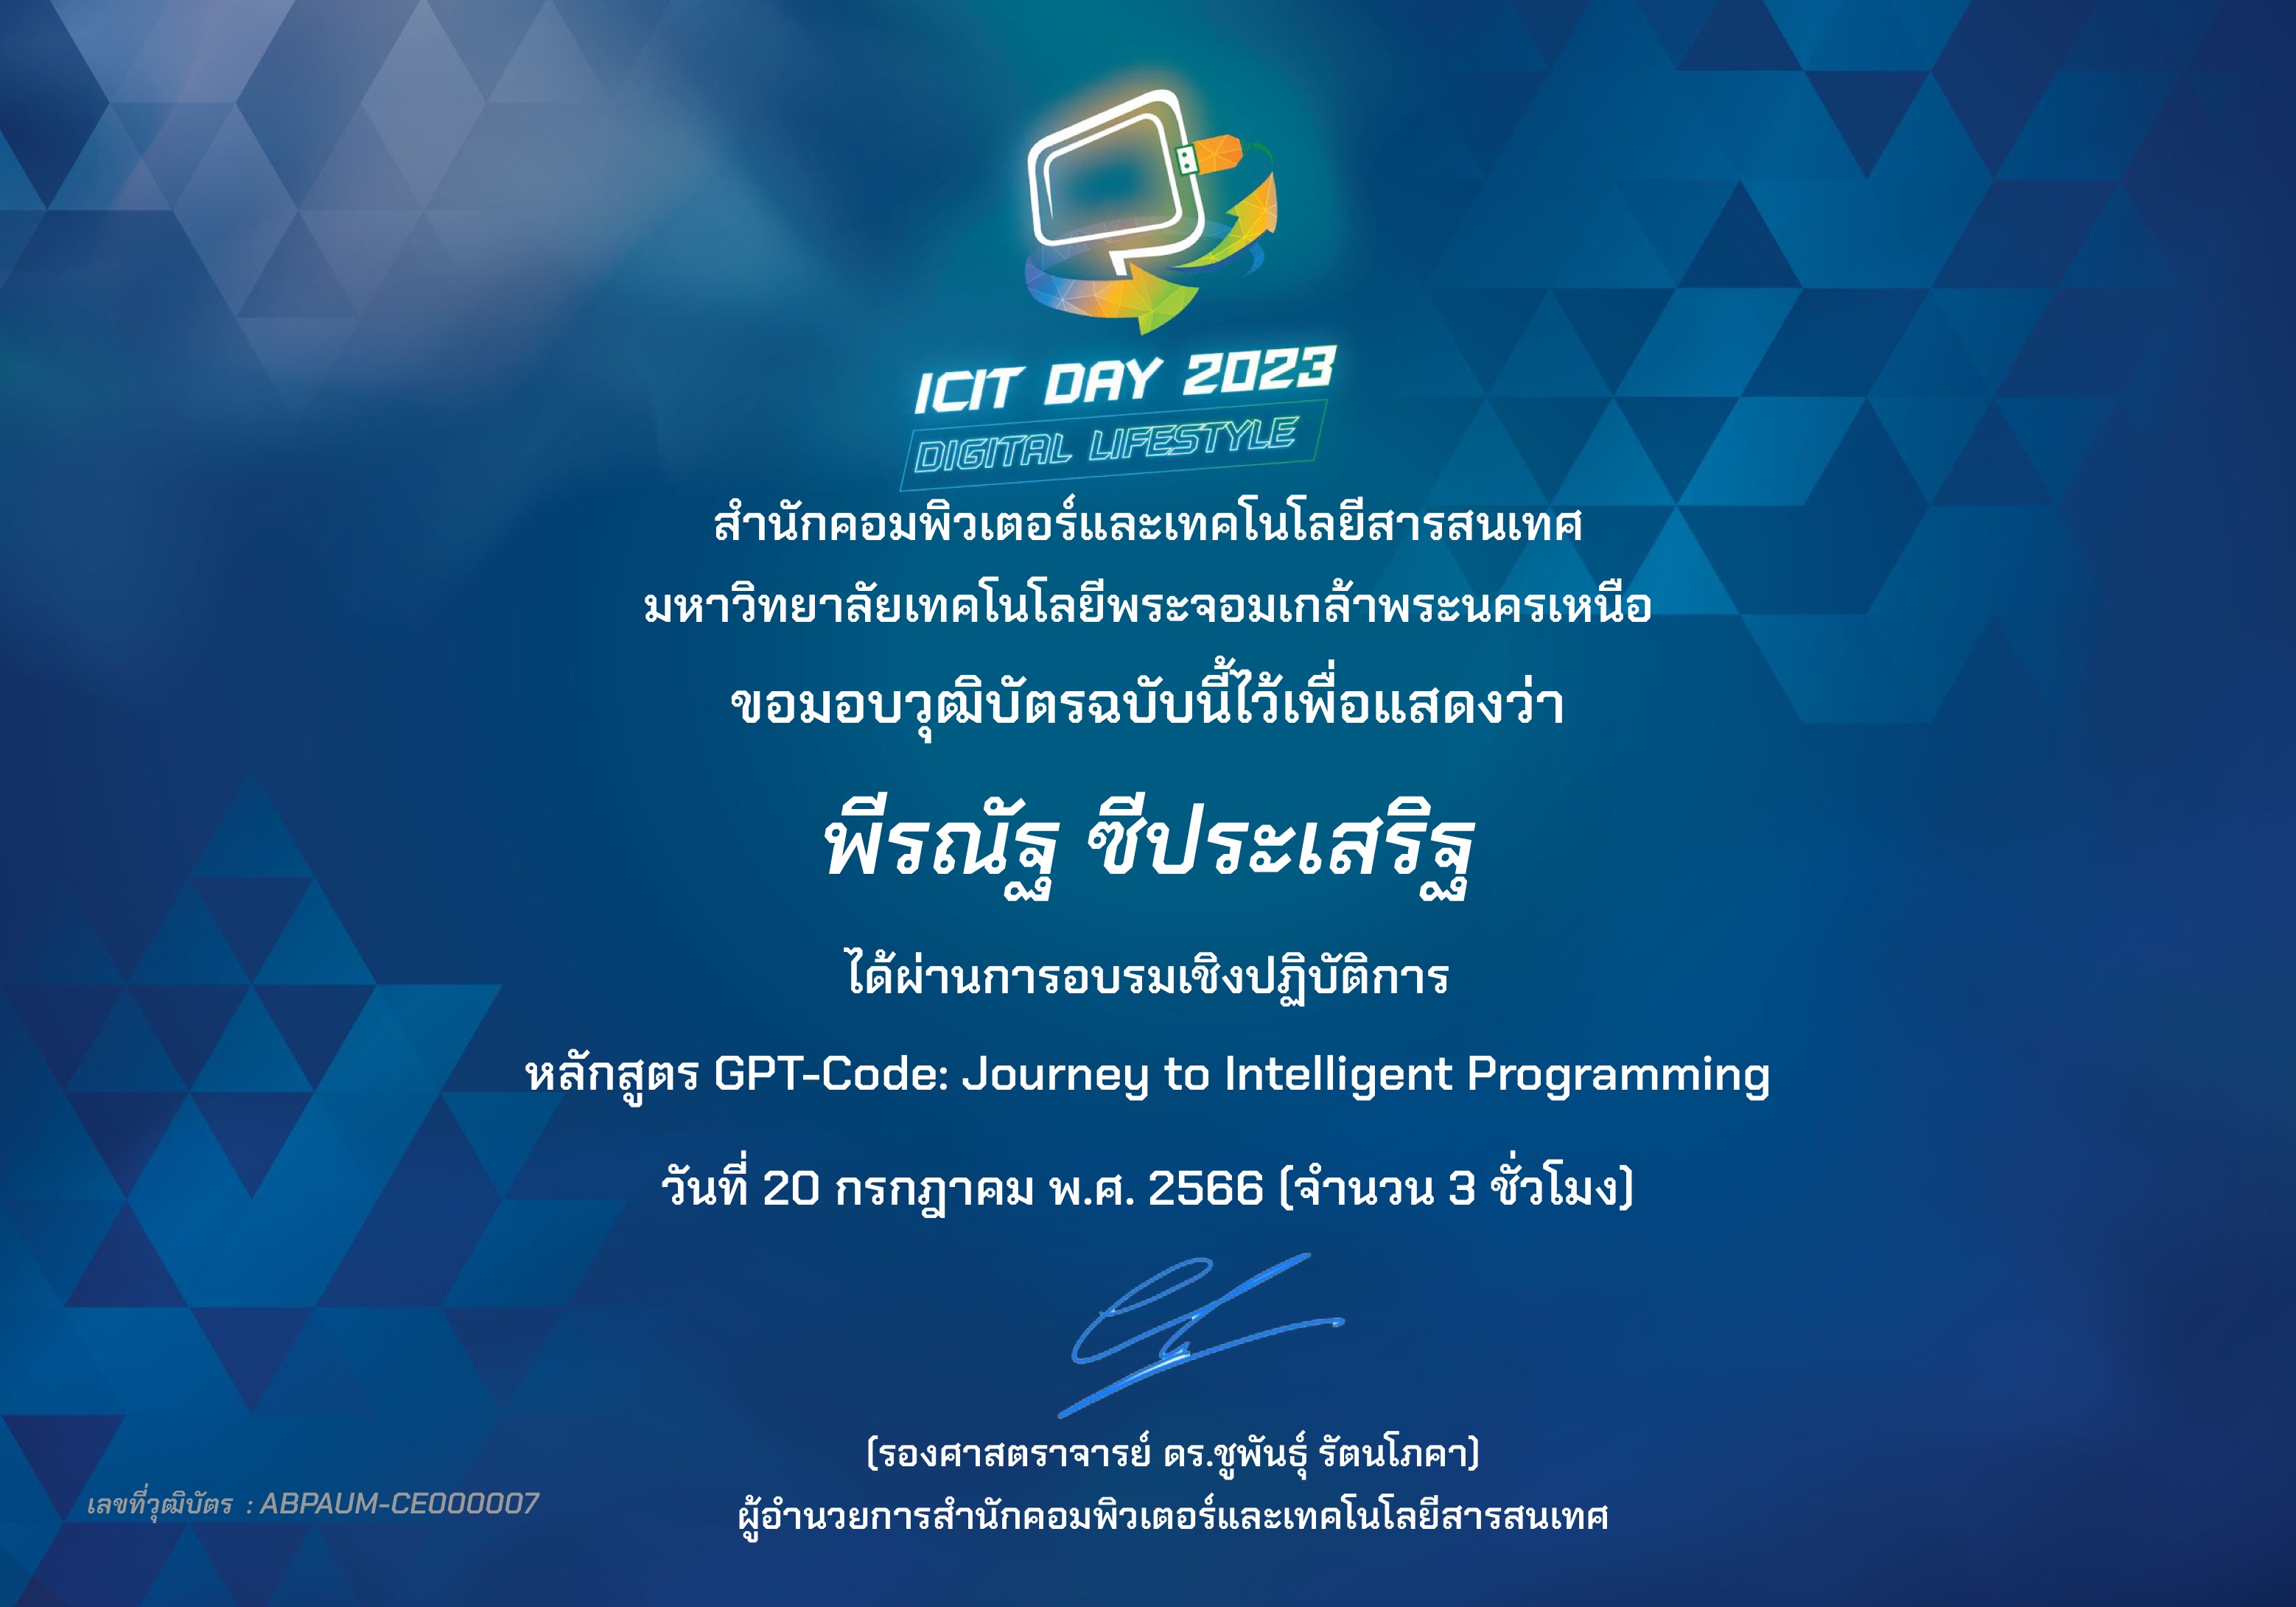 ICIT DAY 2023
DIGITAL LIFESTYLE
สำนักคอมพิวเตอร์และเทคโนโลยีสารสนเทศ
มหาวิทยาลัยเทคโนโลยีพระจอมเกล้าพระนครเหนือ
ขอมอบวุฒิบัตรฉบับนี้ไว้เพื่อแสดงว่า
พีรณัฐ ซีประเสริฐ
ได้ผ่านการอบรมเชิงปฏิบัติการ
หลักสูตร GPT-Code: Journey to Intelligent Programming
วันที่ 20 กรกฎาคม พ.ศ. 2566 (จำนวน 3 ชั่วโมง)
(รองศาสตราจารย์ ดร.ชูพันธุ์ รัตนโภคา)
ผู้อำนวยการสำนักคอมพิวเตอร์และเทคโนโลยีสารสนเทศ
เลขที่วุฒิบัตร : ABPAUM-CE000007